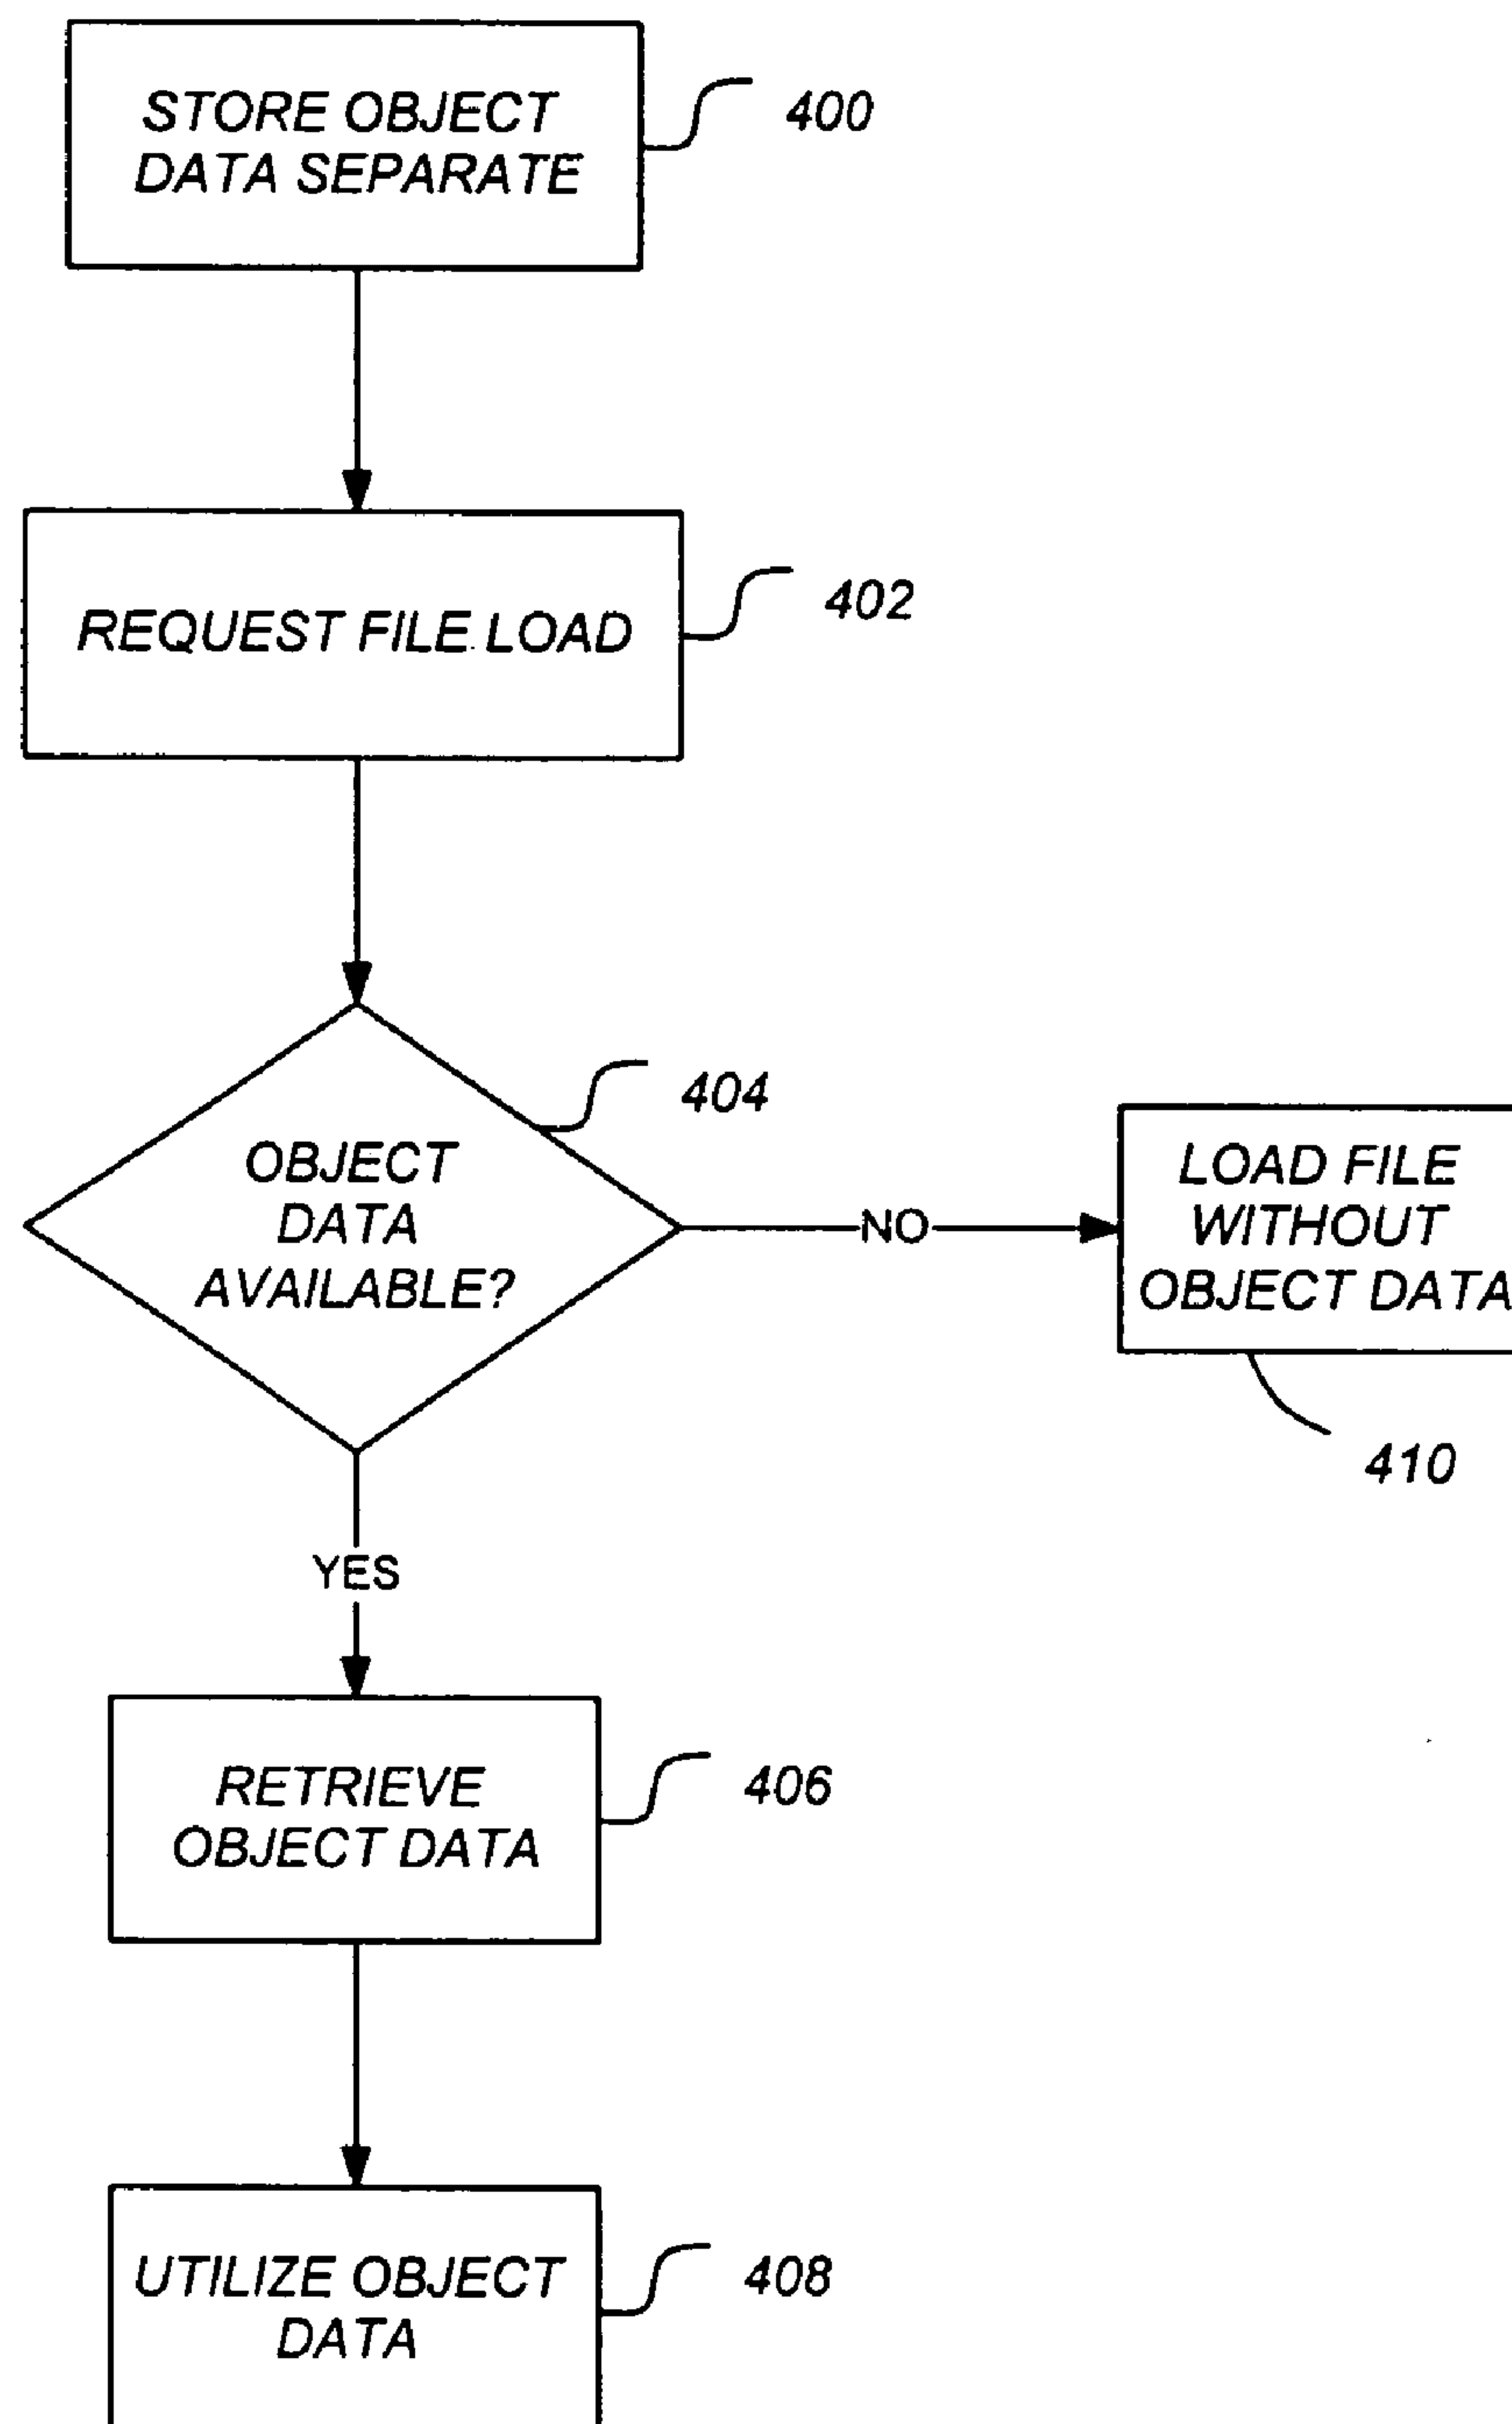 STORE OBJECT
DATA SEPARATE
400
REQUEST FILE LOAD
402
404
OBJECT
DATA
AVAILABLE?
NO
LOAD FILE
WITHOUT
OBJECT DATA
410
YES
RETRIEVE
OBJECT DATA
406
UTILIZE OBJECT
DATA
408